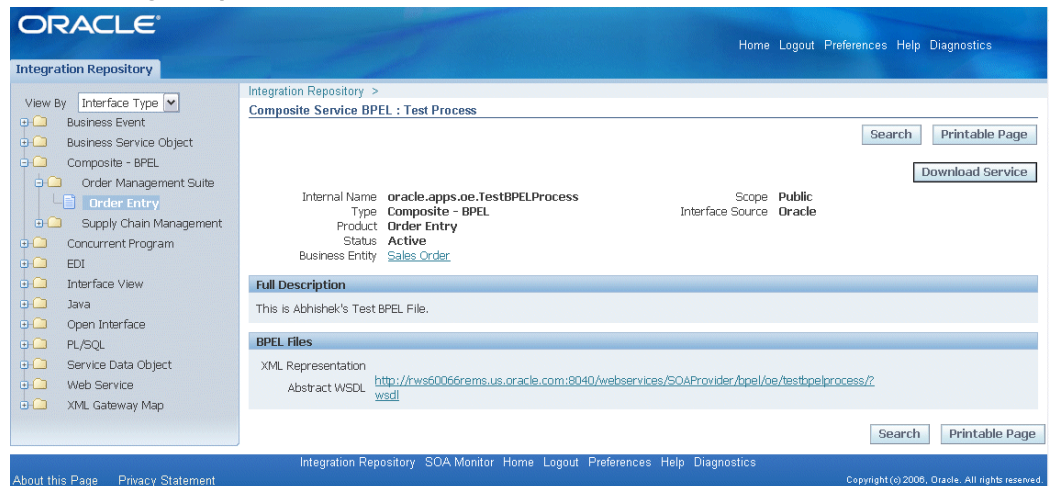 ORACLE
Home Logout Preferences Help Diagnostics
Integration Repository
View By Interface Type
Business Event
Business Service Object
Composite - BPEL
Order Management Suite
Order Entry
Supply Chain Management
Concurrent Program
EDI
Interface View
Java
Open Interface
PL/SQL
Service Data Object
Web Service
XML Gateway Map
Integration Repository >
Composite Service BPEL : Test Process
Search Printable Page
Download Service
Internal Name oracle.apps.oe.TestBPELProcess
Type Composite - BPEL
Product Order Entry
Status Active
Business Entity Sales Order
Scope Public
Interface Source Oracle
Full Description
This is Abhishek's Test BPEL File.
BPEL Files
XML Representation
Abstract WSDL http://rws60066rems.us.oracle.com:8040/webservices/SOAProvider/bpel/oe/testbpelprocess/?
wsdl
Search Printable Page
Integration Repository SOA Monitor Home Logout Preferences Help Diagnostics
About this Page Privacy Statement
Copyright (c) 2006, Oracle. All rights reserved.